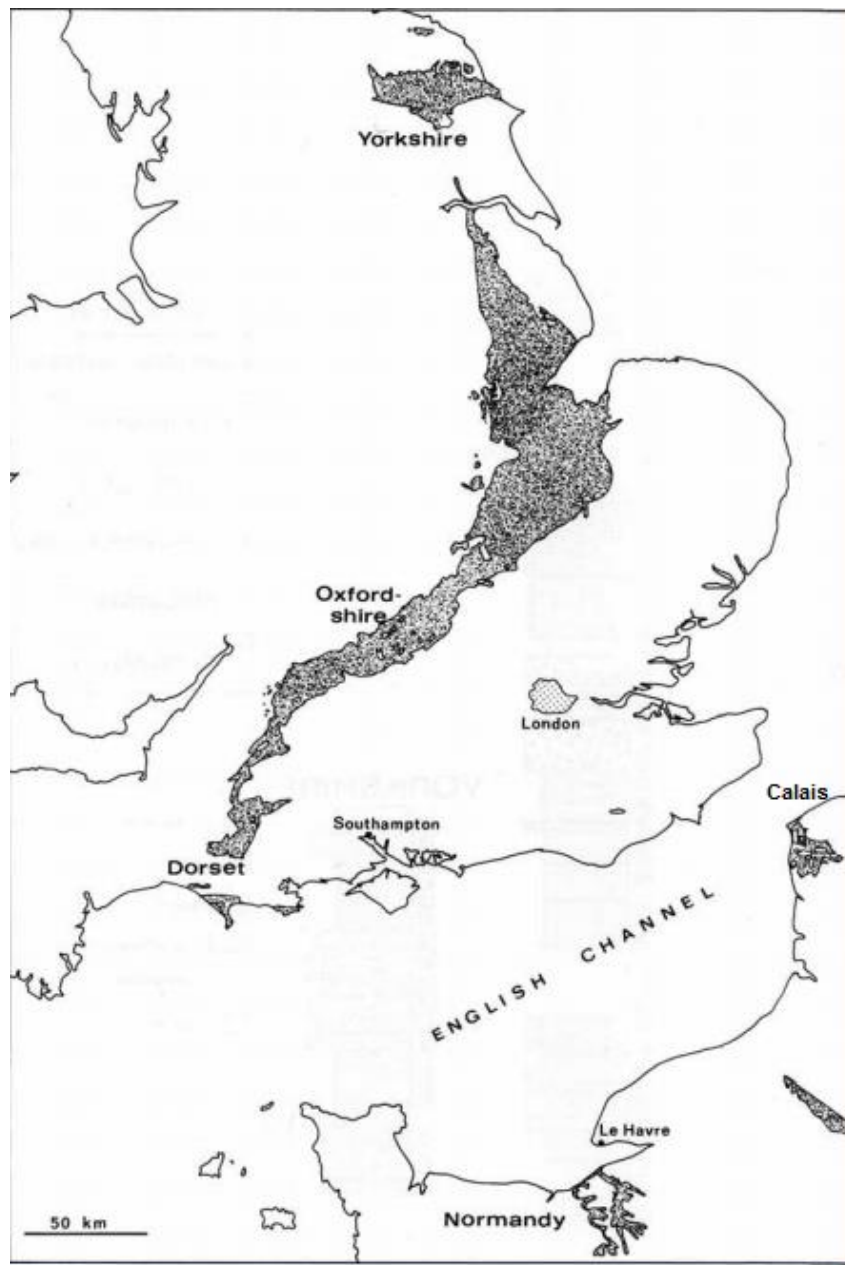 Yorkshire
Oxford-
shire
London
Calais
Southampton
Dorset
ENGLISH CHANNEL
Le Havre
Normandy
50 km